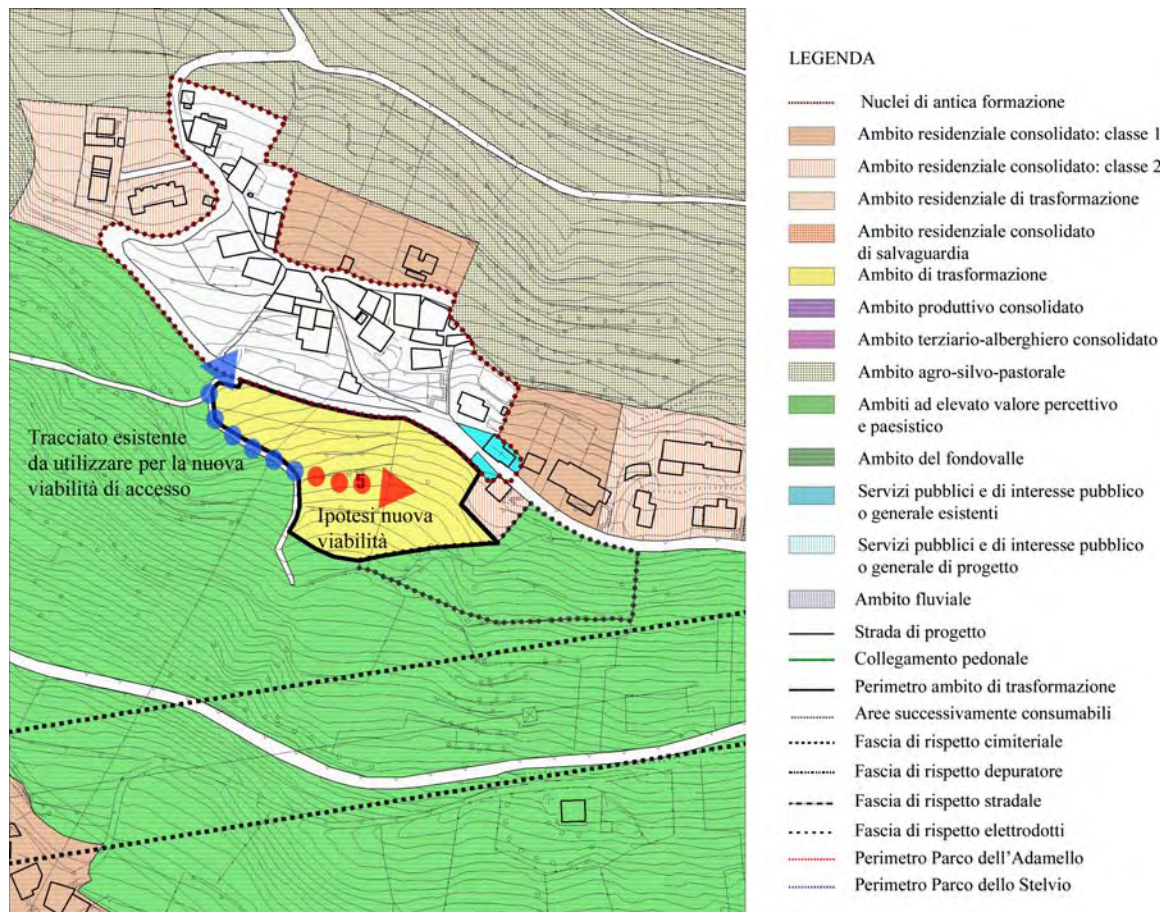 LEGENDA
Nuclei di antica formazione
Ambito residenziale consolidato: classe 1
Ambito residenziale consolidato: classe 2
Ambito residenziale di trasformazione
Ambito residenziale consolidato
di salvaguardia
Ambito di trasformazione
Ambito produttivo consolidato
Ambito terziario-alberghiero consolidato
Ambito agro-silvo-pastorale
Ambiti ad elevato valore percettivo
e paesistico
Ambito del fondovalle
Servizi pubblici e di interesse pubblico
o generale esistenti
Servizi pubblici e di interesse pubblico
o generale di progetto
Ambito fluviale
Strada di progetto
Collegamento pedonale
Perimetro ambito di trasformazione
Aree successivamente consumabili
Fascia di rispetto cimiteriale
Fascia di rispetto depuratore
Fascia di rispetto stradale
Fascia di rispetto elettrodotti
Perimetro Parco dell'Adamello
Perimetro Parco dello Stelvio
Tracciato esistente
da utilizzare per la nuova
viabilità di accesso
5
Ipotesi nuova
viabilità